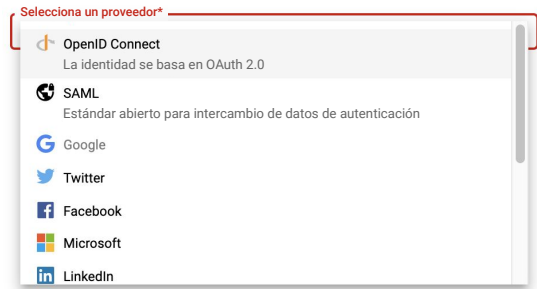 Selecciona un proveedor*
OpenID Connect
La identidad se basa en OAuth 2.0
SAML
Estándar abierto para intercambio de datos de autenticación
Google
Twitter
Facebook
Microsoft
LinkedIn